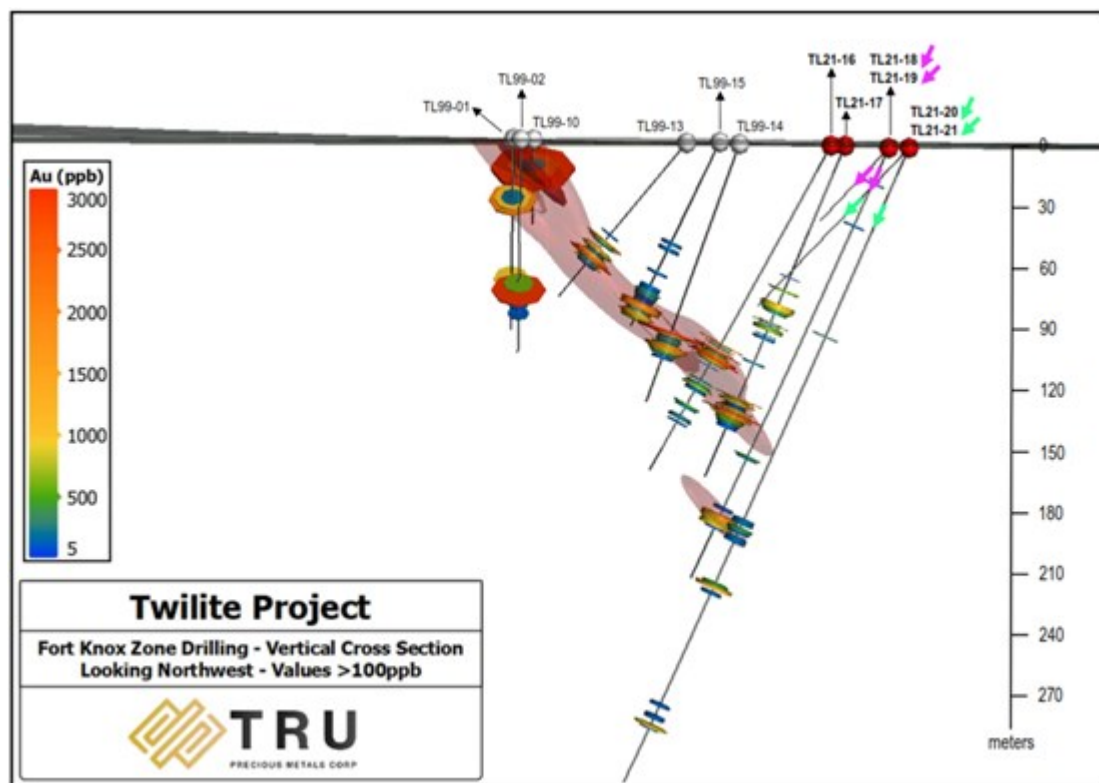 TL99-02
TL99-01
TL99-10
TL99-15
TL99-13
TL99-14
TL21-16
TL21-17
TL21-18
TL21-19
TL21-20
TL21-21
Au (ppb)
3000
2500
2000
1500
1000
500
5
0
30
60
90
120
150
180
210
240
270
meters
Twilite Project
Fort Knox Zone Drilling - Vertical Cross Section
Looking Northwest - Values >100ppb
TRU
PRECIOUS METALS CORP